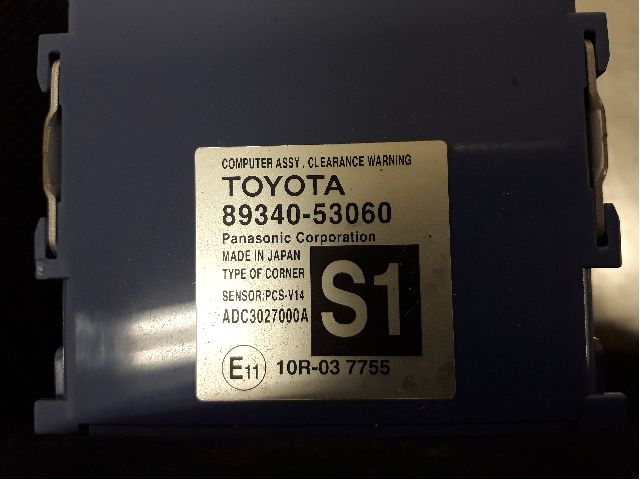 COMPUTER ASSY, CLEARANCE WARNING
TOYOTA
89340-53060
Panasonic Corporation
MADE IN JAPAN
TYPE OF CORNER
SENSOR:PCS-V14
ADC3027000A
S1
E11 10R-03 7755